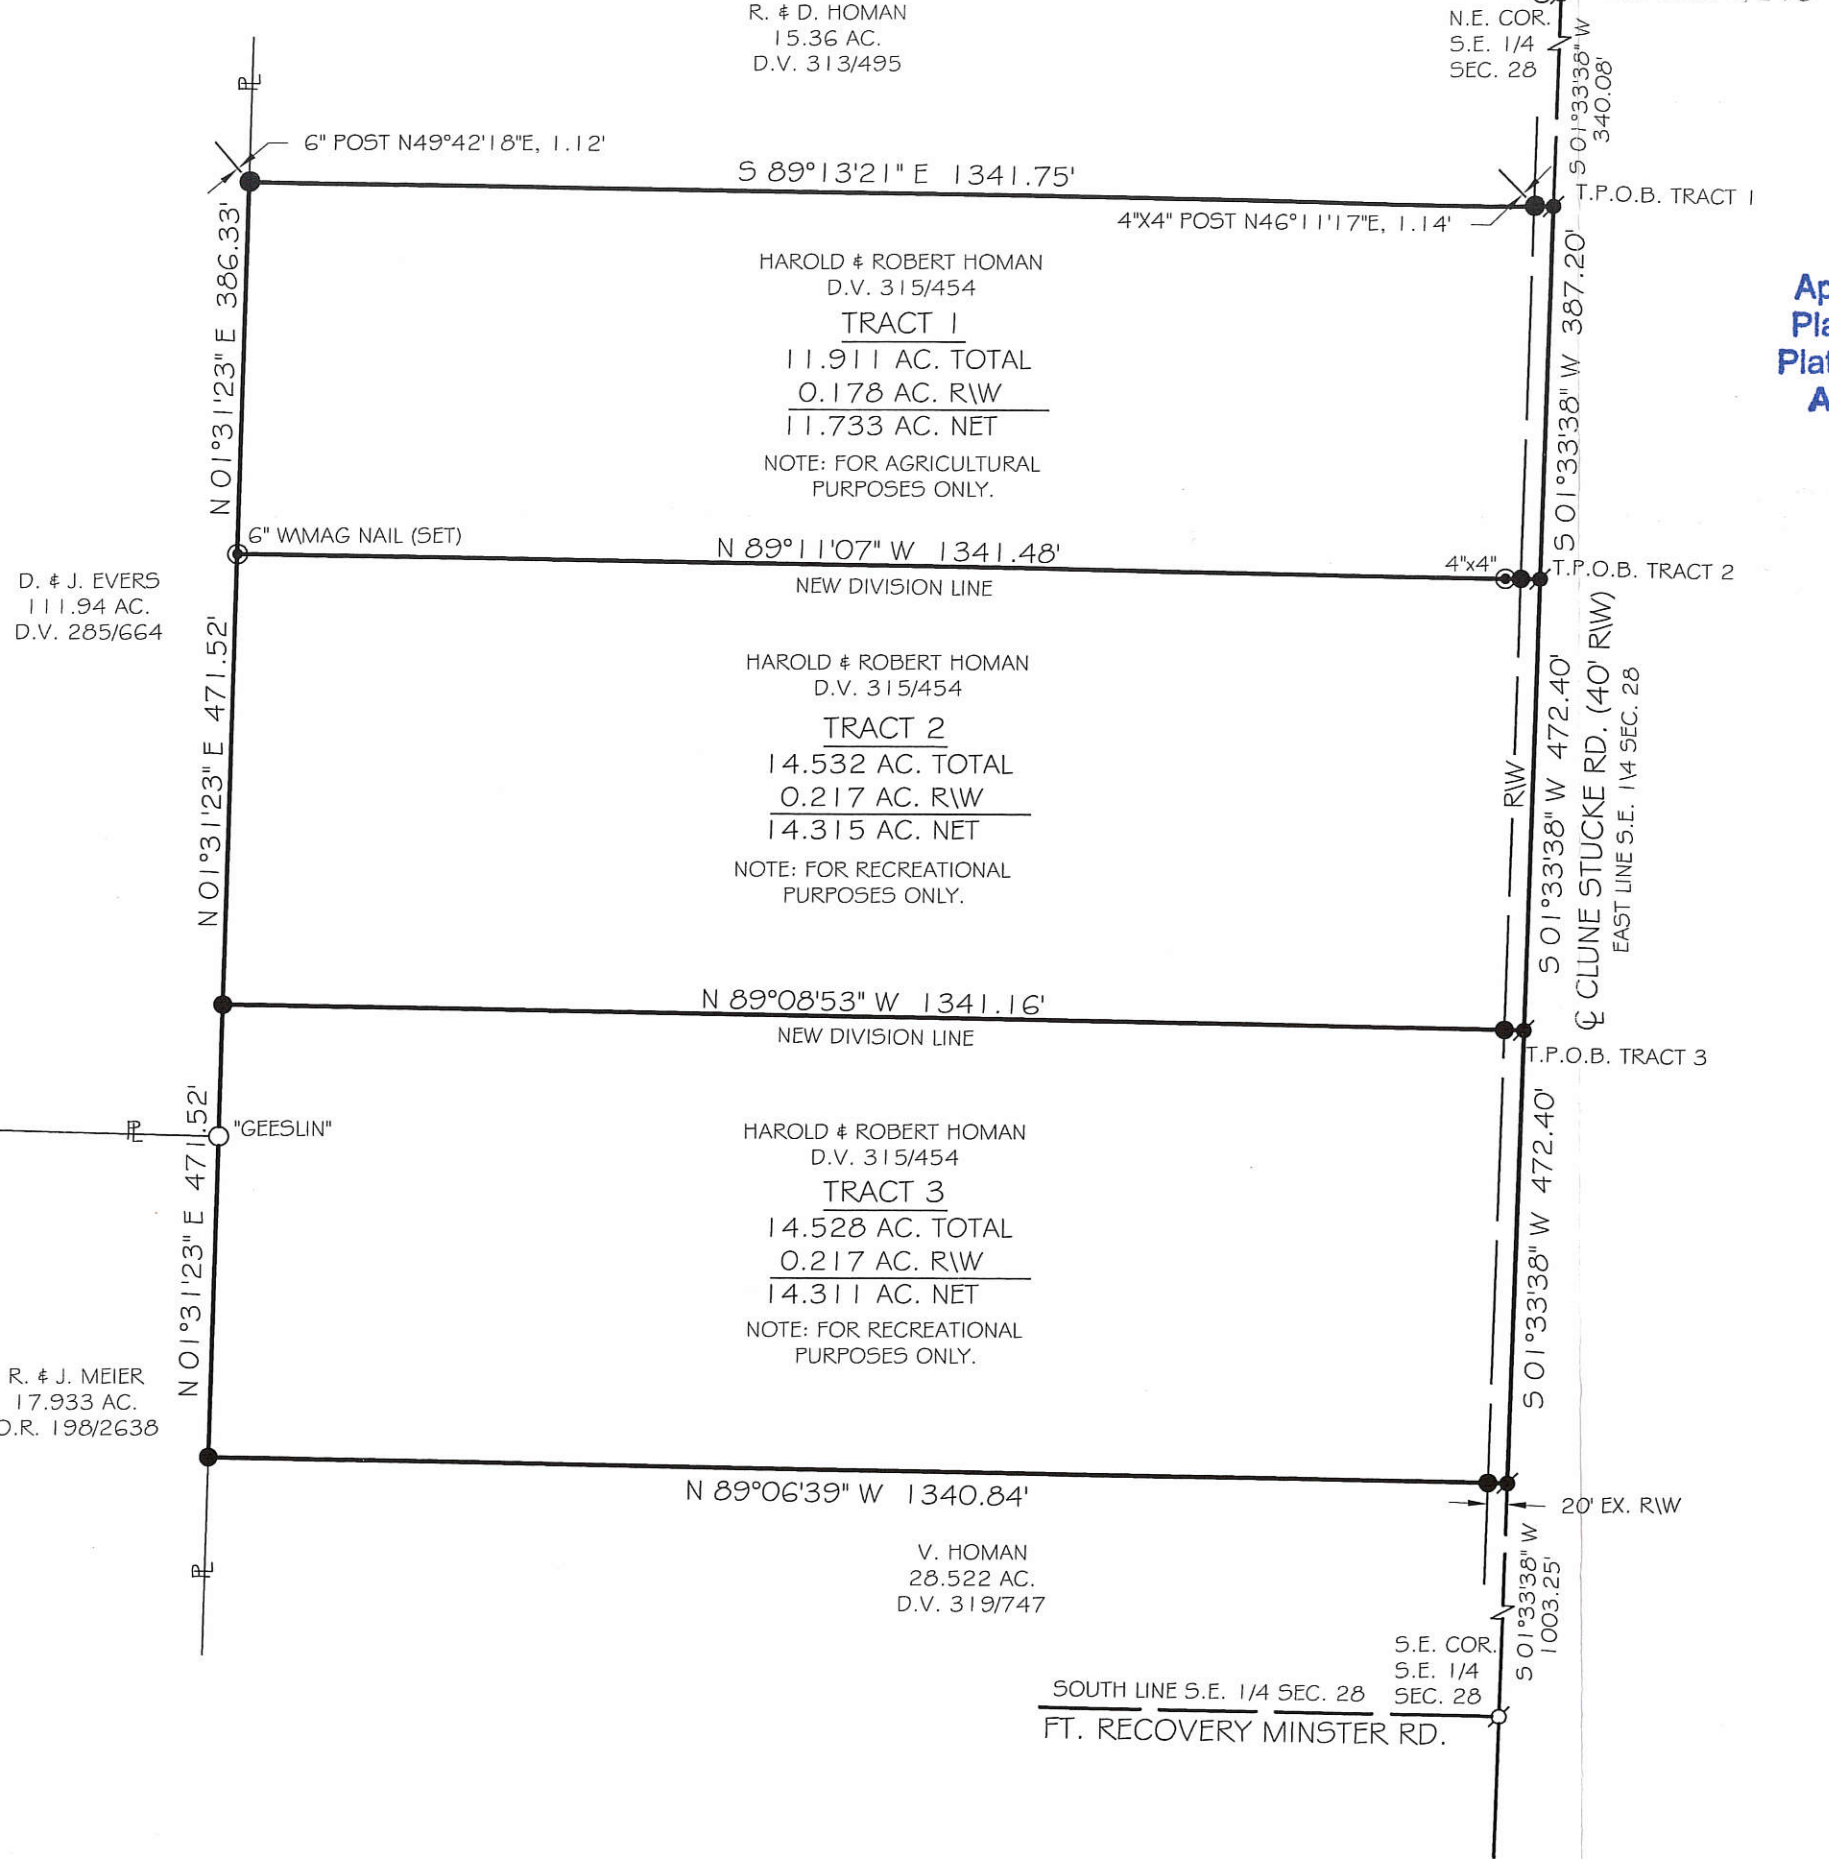 R. & D. HOMAN
15.36 AC.
D.V. 313/495
N.E. COR.
S.E. 1/4
SEC. 28
S 01°33'38" W
340.08'
PL
6" POST N49°42'18"E, 1.12'
S 89°13'21" E 1341.75'
T.P.O.B. TRACT 1
4"X4" POST N46°11'17"E, 1.14'
N 01°31'23" E 386.33'
HAROLD & ROBERT HOMAN
D.V. 315/454
TRACT 1
11.911 AC. TOTAL
0.178 AC. R\W
11.733 AC. NET
NOTE: FOR AGRICULTURAL
PURPOSES ONLY.
S 01°33'38" W 387.20'
6" W\MAG NAIL (SET)
N 89°11'07" W 1341.48'
NEW DIVISION LINE
4"x4"
T.P.O.B. TRACT 2
D. & J. EVERS
111.94 AC.
D.V. 285/664
N 01°31'23" E 471.52'
HAROLD & ROBERT HOMAN
D.V. 315/454
TRACT 2
14.532 AC. TOTAL
0.217 AC. R\W
14.315 AC. NET
NOTE: FOR RECREATIONAL
PURPOSES ONLY.
R\W
S 01°33'38" W 472.40'
CL CLUNE STUCKE RD. (40' R\W)
EAST LINE S.E. 1\4 SEC. 28
N 89°08'53" W 1341.16'
NEW DIVISION LINE
T.P.O.B. TRACT 3
PL
"GEESLIN"
N 01°31'23" E 471.52'
HAROLD & ROBERT HOMAN
D.V. 315/454
TRACT 3
14.528 AC. TOTAL
0.217 AC. R\W
14.311 AC. NET
NOTE: FOR RECREATIONAL
PURPOSES ONLY.
S 01°33'38" W 472.40'
R. & J. MEIER
17.933 AC.
O.R. 198/2638
N 89°06'39" W 1340.84'
20' EX. R\W
PL
V. HOMAN
28.522 AC.
D.V. 319/747
S 01°33'38" W
1003.25'
S.E. COR.
S.E. 1/4
SEC. 28
SOUTH LINE S.E. 1/4 SEC. 28
FT. RECOVERY MINSTER RD.